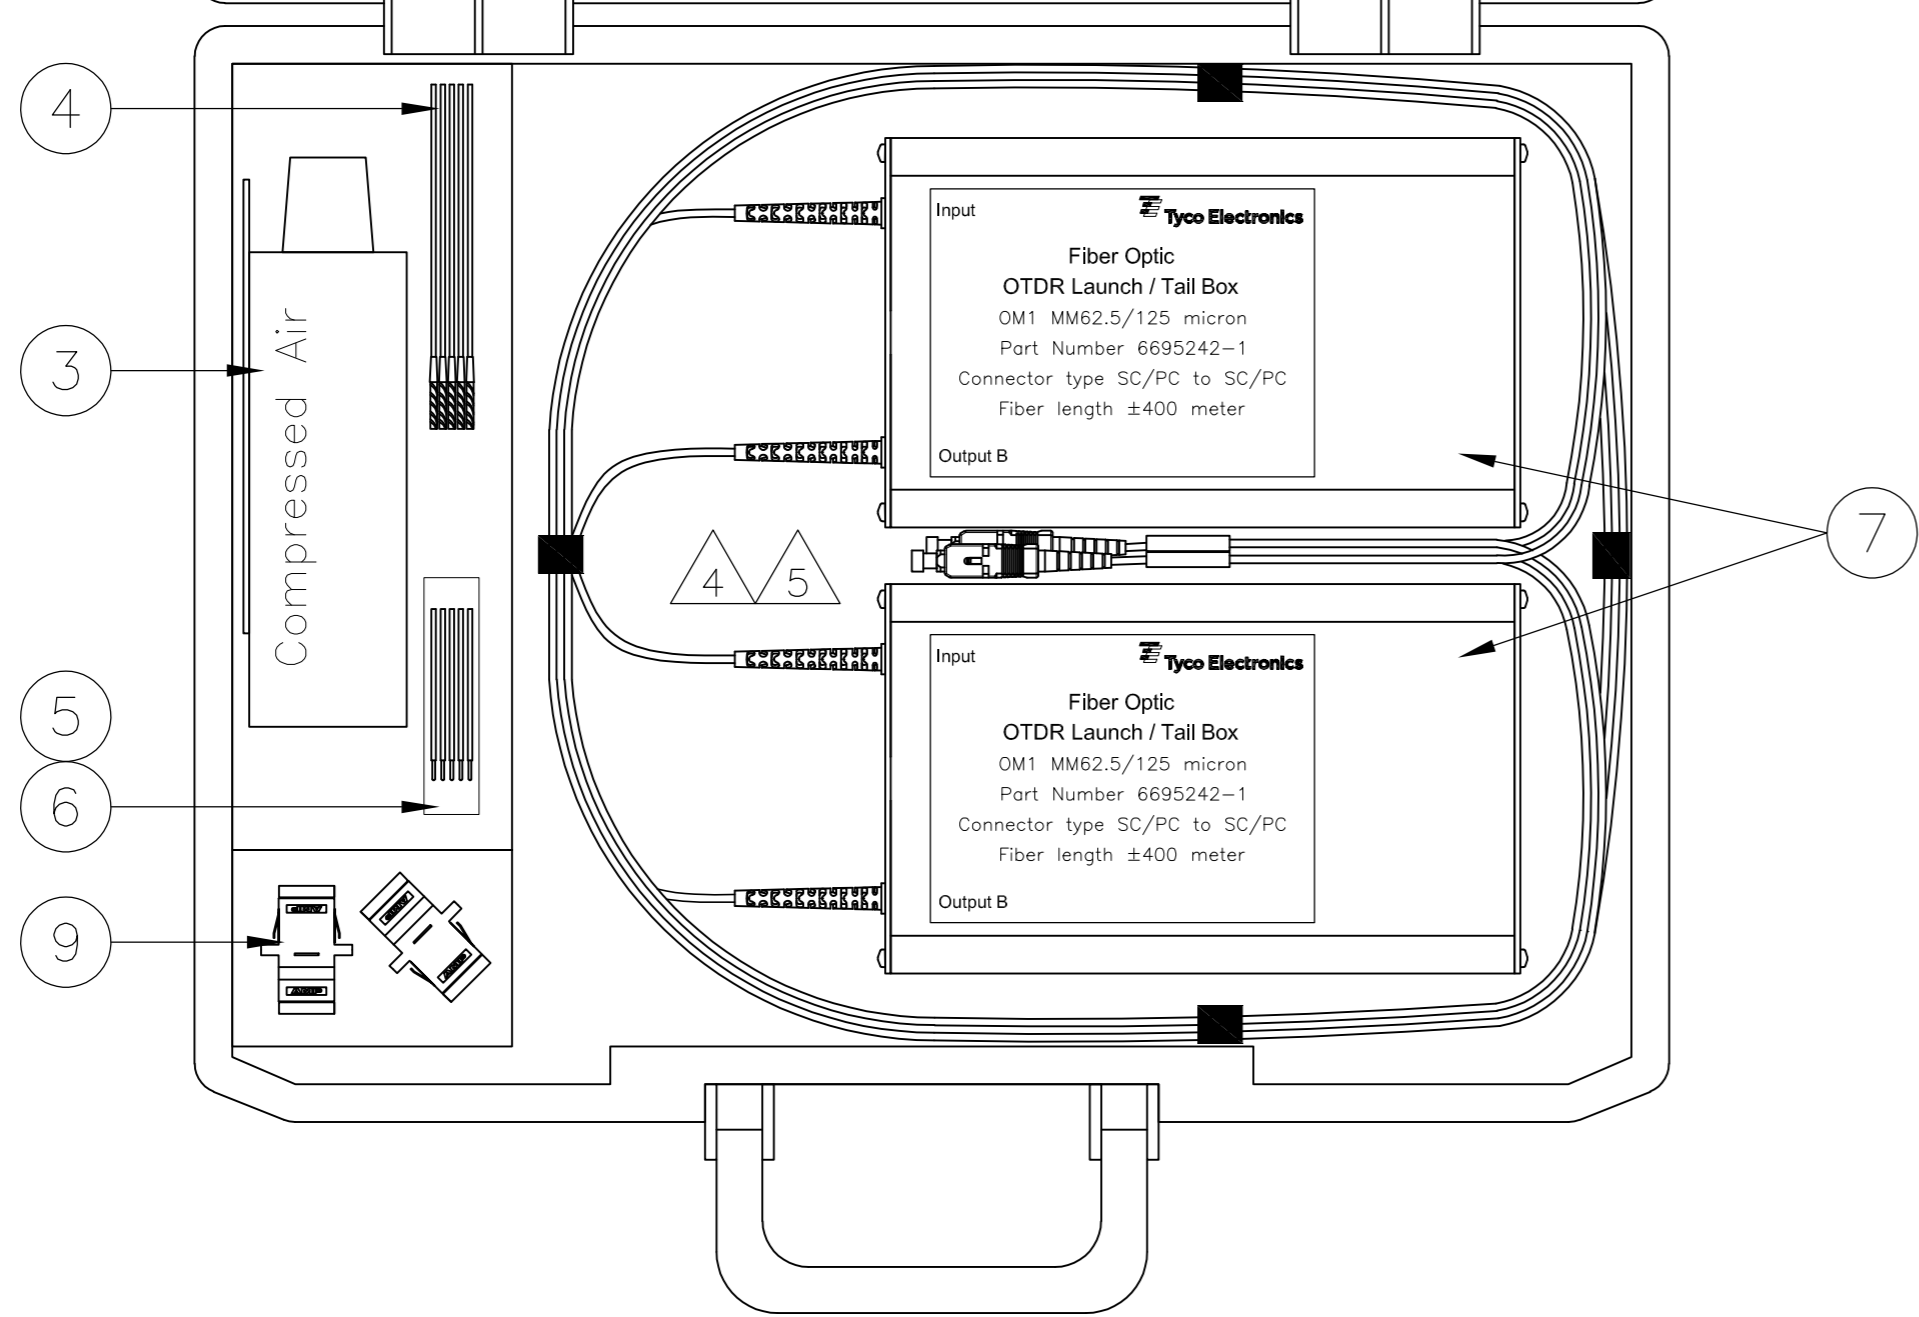 4
3
Compressed Air
5
6
9
Input
Tyco Electronics
Fiber Optic
OTDR Launch / Tail Box
OM1 MM62.5/125 micron
Part Number 6695242-1
Connector type SC/PC to SC/PC
Fiber length ±400 meter
Output B
4 5
7
Input
Tyco Electronics
Fiber Optic
OTDR Launch / Tail Box
OM1 MM62.5/125 micron
Part Number 6695242-1
Connector type SC/PC to SC/PC
Fiber length ±400 meter
Output B